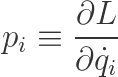 p_i ≡ ∂L / ∂q̇_i